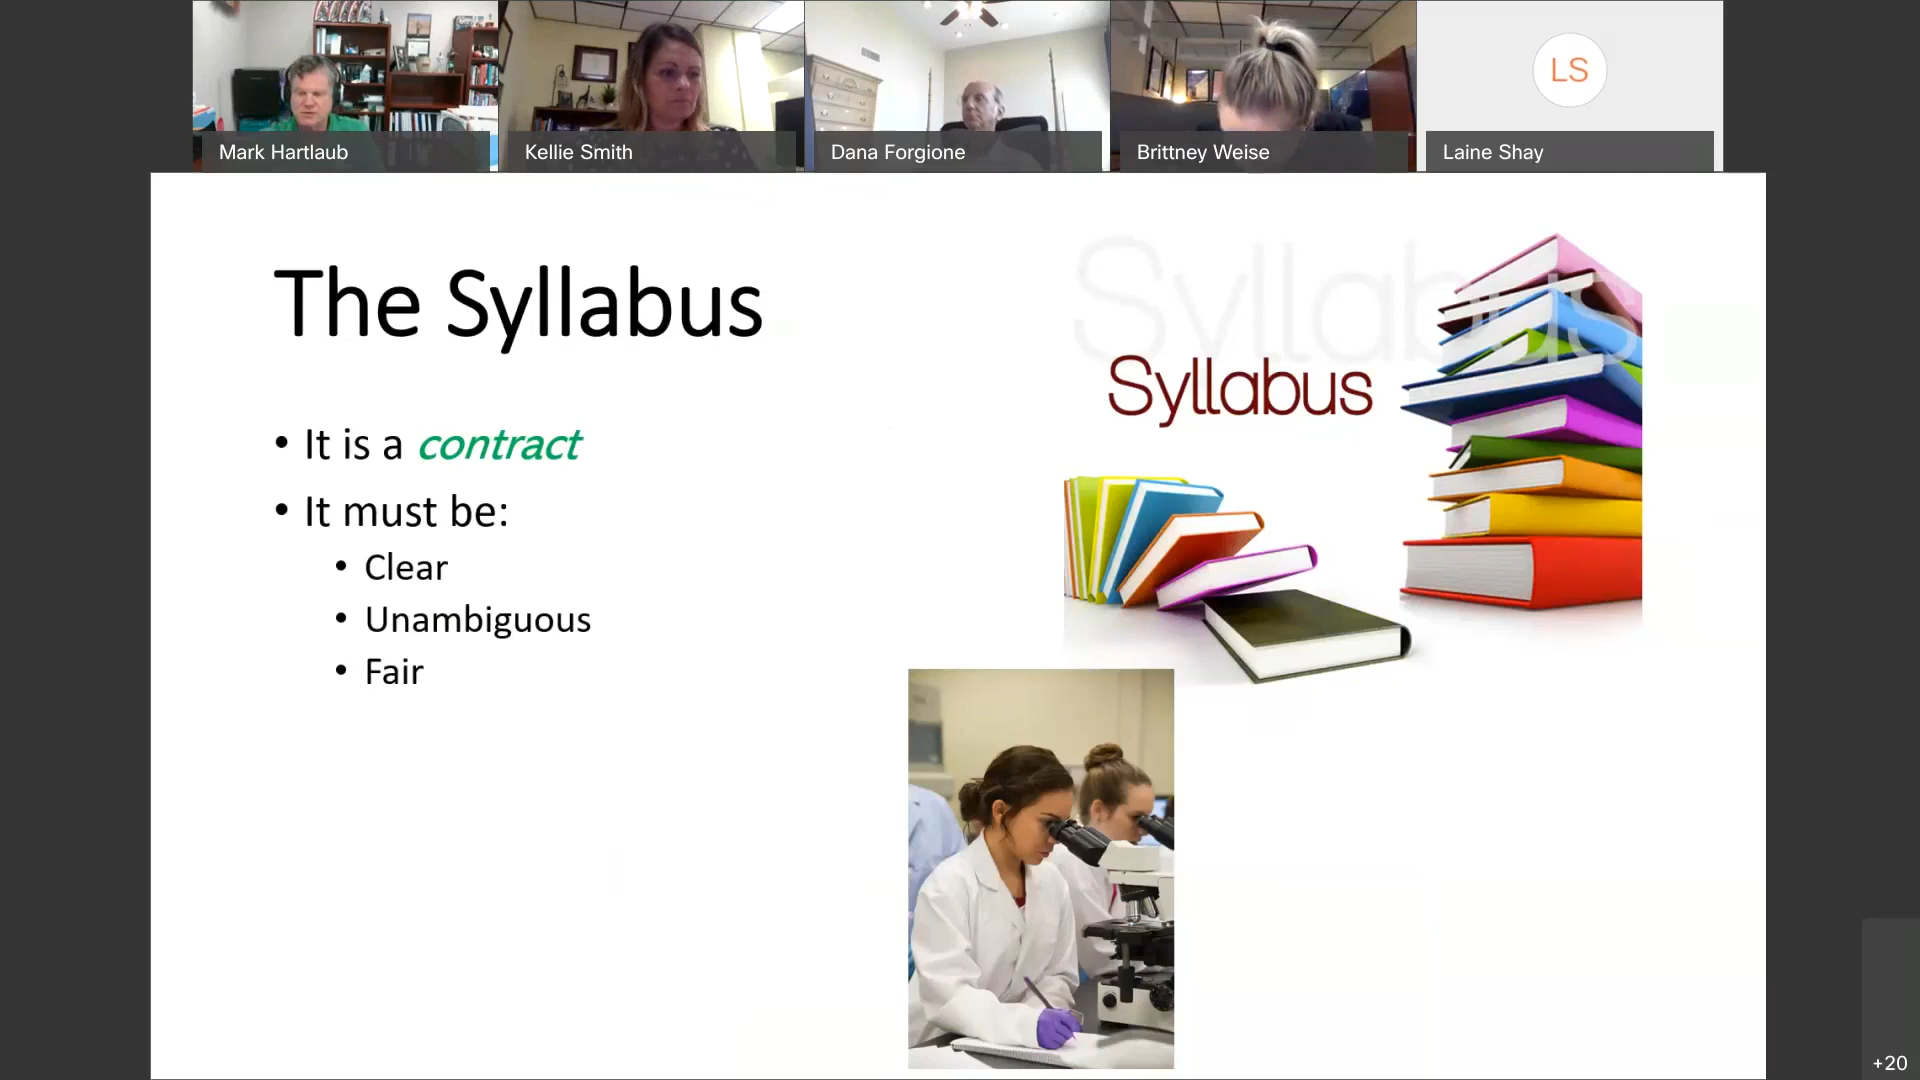 Mark Hartlaub
Kellie Smith
Dana Forgione
Brittney Weise
LS
Laine Shay
The Syllabus
Syllabus
Syllabus
• It is a contract
• It must be:
• Clear
• Unambiguous
• Fair
+20